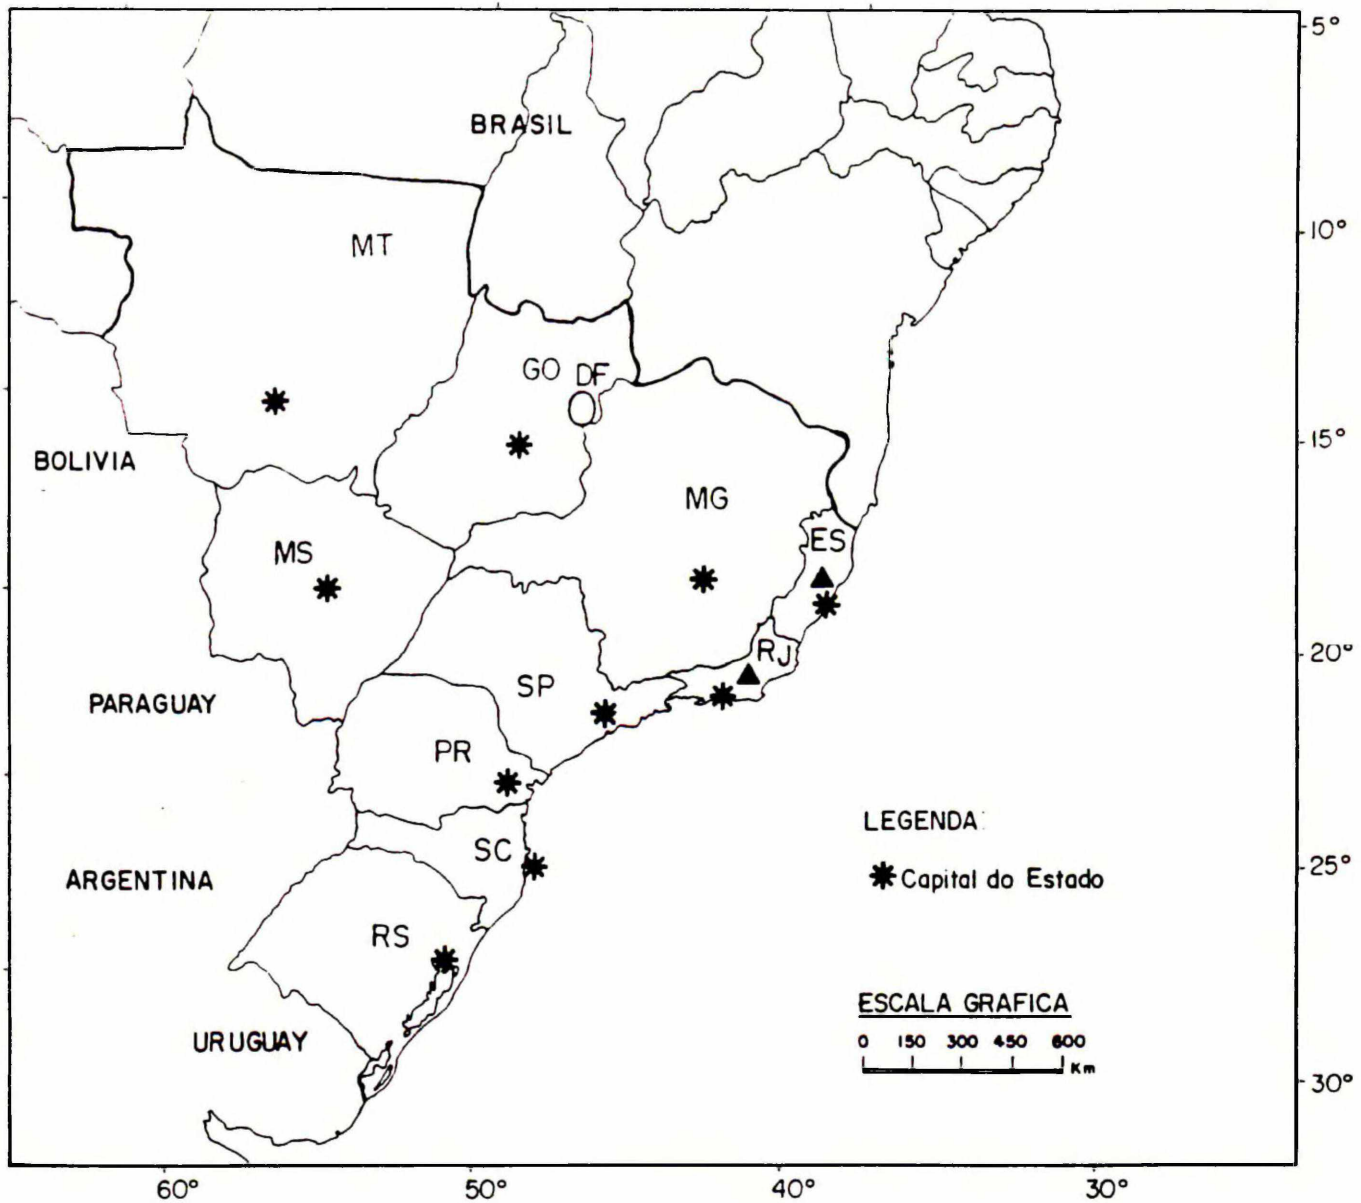 5°
BRASIL
MT
10°
GO DF
15°
BOLIVIA
MG
ES
MS
20°
RJ
SP
PARAGUAY
PR
LEGENDA:
SC
25°
ARGENTINA
Capital do Estado
RS
ESCALA GRAFICA
URUGUAY
0 150 300 450 600
Km
30°
60° 50° 40° 30°